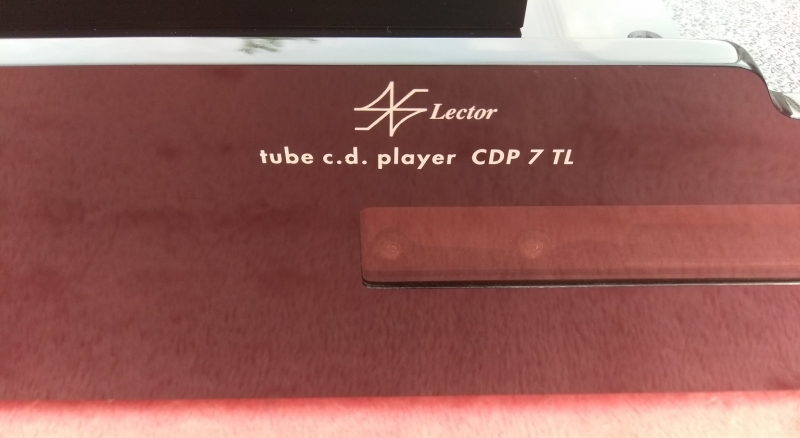 Lector
tube c.d. player CDP 7 TL